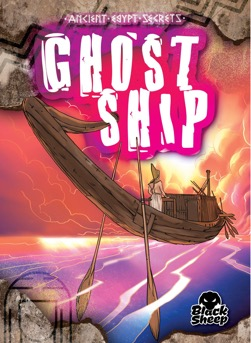 ANCIENT EGYPT SECRETS
GHOST
SHIP
Black
Sheep